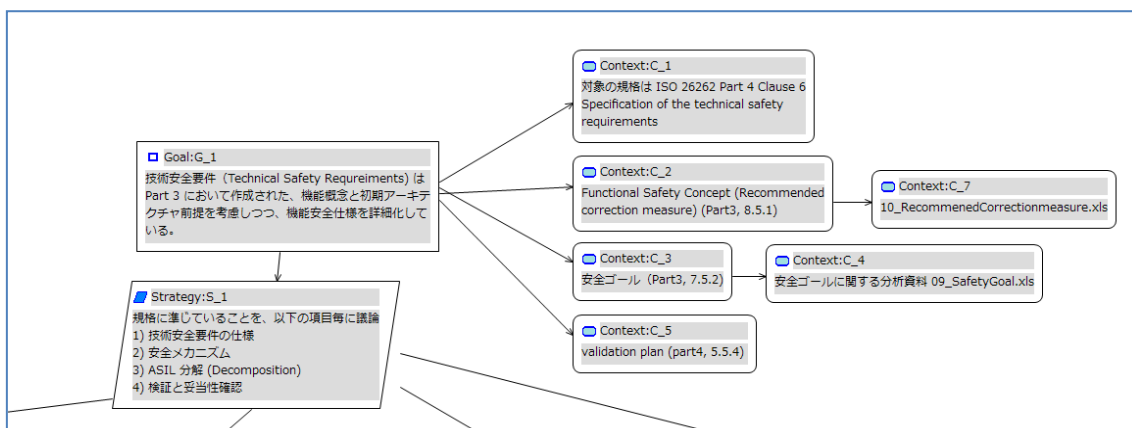 Context:C_1
対象の規格は ISO 26262 Part 4 Clause 6
Specification of the technical safety
requirements
Goal:G_1
技術安全要件（Technical Safety Requreiments) は
Part 3 において作成された、機能概念と初期アーキテ
クチャ前提を考慮しつつ、機能安全仕様を詳細化して
いる。
Context:C_2
Functional Safety Concept (Recommended
correction measure) (Part3, 8.5.1)
Context:C_7
10_RecommenedCorrectionmeasure.xls
Context:C_3
安全ゴール（Part3, 7.5.2)
Context:C_4
安全ゴールに関する分析資料 09_SafetyGoal.xls
Strategy:S_1
規格に準じていることを、以下の項目毎に議論
1) 技術安全要件の仕様
2) 安全メカニズム
3) ASIL 分解 (Decomposition)
4) 検証と妥当性確認
Context:C_5
validation plan (part4, 5.5.4)